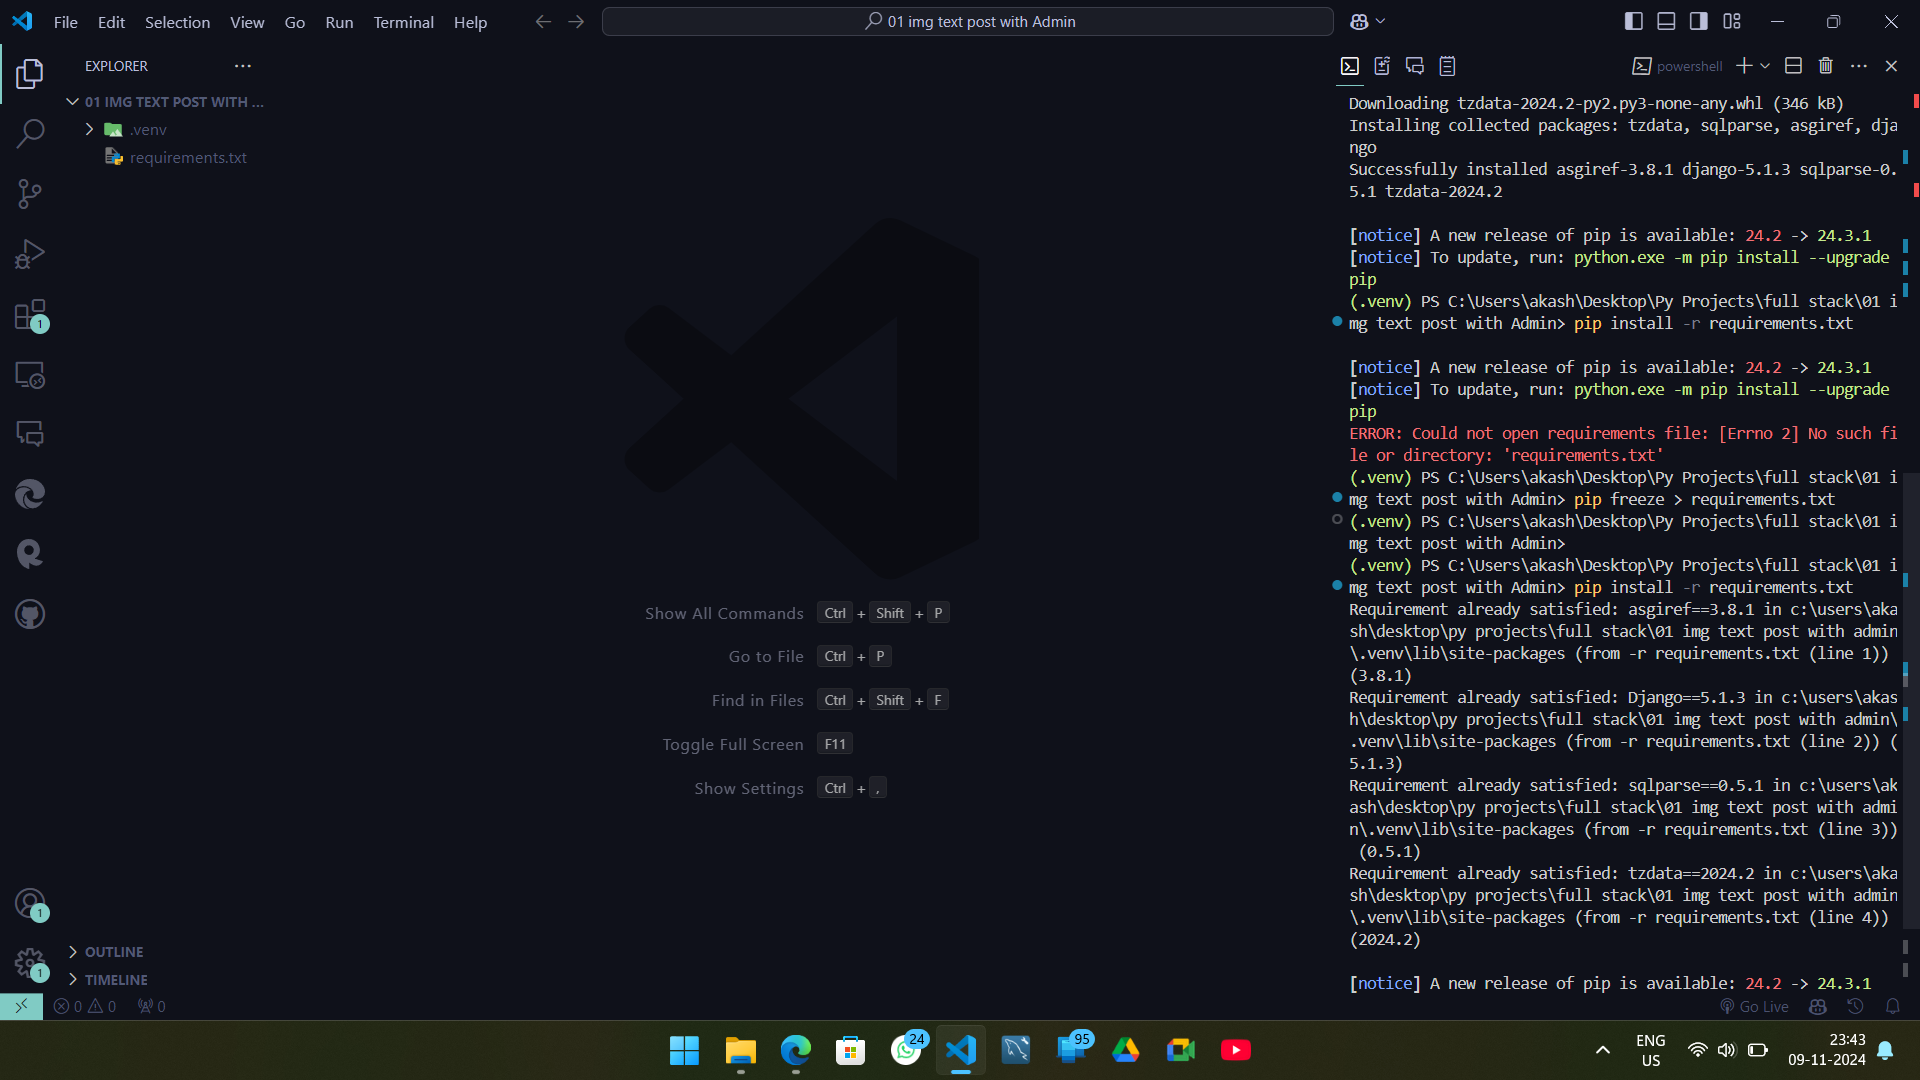 File Edit Selection View Go Run Terminal Help
01 img text post with Admin
EXPLORER
01 IMG TEXT POST WITH ...
.venv
requirements.txt
Show All Commands Ctrl + Shift + P
Go to File Ctrl + P
Find in Files Ctrl + Shift + F
Toggle Full Screen F11
Show Settings Ctrl + ,
powershell
Downloading tzdata-2024.2-py2.py3-none-any.whl (346 kB)
Installing collected packages: tzdata, sqlparse, asgiref, dja
ngo
Successfully installed asgiref-3.8.1 django-5.1.3 sqlparse-0.
5.1 tzdata-2024.2
[notice] A new release of pip is available: 24.2 -> 24.3.1
[notice] To update, run: python.exe -m pip install --upgrade
pip
(.venv) PS C:\Users\akash\Desktop\Py Projects\full stack\01 i
mg text post with Admin> pip install -r requirements.txt
[notice] A new release of pip is available: 24.2 -> 24.3.1
[notice] To update, run: python.exe -m pip install --upgrade
pip
ERROR: Could not open requirements file: [Errno 2] No such fi
le or directory: 'requirements.txt'
(.venv) PS C:\Users\akash\Desktop\Py Projects\full stack\01 i
mg text post with Admin> pip freeze > requirements.txt
(.venv) PS C:\Users\akash\Desktop\Py Projects\full stack\01 i
mg text post with Admin>
(.venv) PS C:\Users\akash\Desktop\Py Projects\full stack\01 i
mg text post with Admin> pip install -r requirements.txt
Requirement already satisfied: asgiref==3.8.1 in c:\users\aka
sh\desktop\py projects\full stack\01 img text post with admin
\.venv\lib\site-packages (from -r requirements.txt (line 1))
(3.8.1)
Requirement already satisfied: Django==5.1.3 in c:\users\akas
h\desktop\py projects\full stack\01 img text post with admin\
.venv\lib\site-packages (from -r requirements.txt (line 2)) (
5.1.3)
Requirement already satisfied: sqlparse==0.5.1 in c:\users\ak
ash\desktop\py projects\full stack\01 img text post with admi
n\.venv\lib\site-packages (from -r requirements.txt (line 3))
(0.5.1)
Requirement already satisfied: tzdata==2024.2 in c:\users\aka
sh\desktop\py projects\full stack\01 img text post with admin
\.venv\lib\site-packages (from -r requirements.txt (line 4))
(2024.2)
[notice] A new release of pip is available: 24.2 -> 24.3.1
1
1
1
OUTLINE
TIMELINE
0 0 0
Go Live
24
95
ENG
US
23:43
09-11-2024